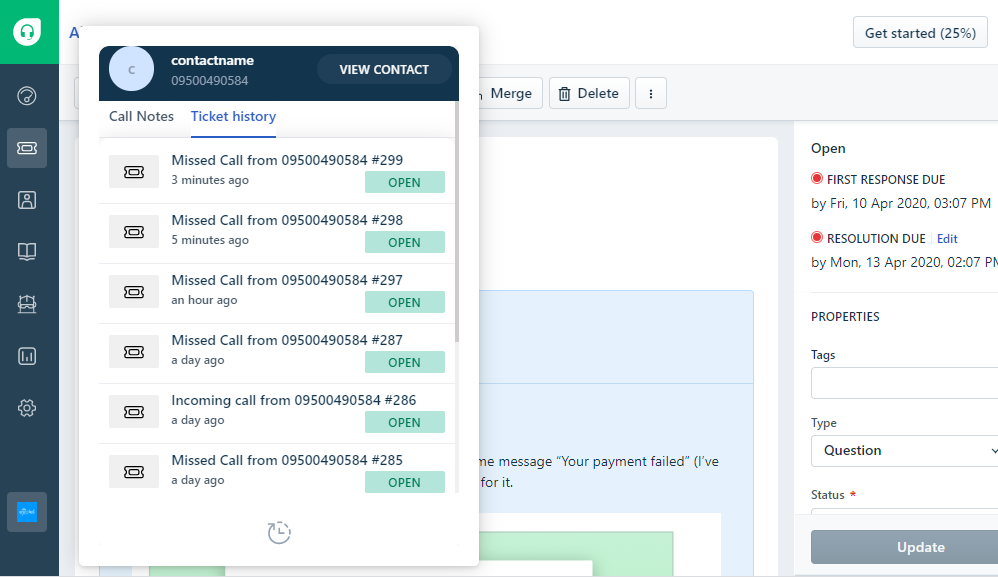 Get started (25%)
contactname
c
09500490584
VIEW CONTACT
Call Notes
Ticket history
Merge
Delete
Missed Call from 09500490584 #299
3 minutes ago
OPEN
Missed Call from 09500490584 #298
5 minutes ago
OPEN
Missed Call from 09500490584 #297
an hour ago
OPEN
Missed Call from 09500490584 #287
a day ago
OPEN
Incoming call from 09500490584 #286
a day ago
OPEN
Missed Call from 09500490584 #285
a day ago
OPEN
me message “Your payment failed” (I’ve
for it.
Open
FIRST RESPONSE DUE
by Fri, 10 Apr 2020, 03:07 PM
RESOLUTION DUE Edit
by Mon, 13 Apr 2020, 02:07 PM
PROPERTIES
Tags
Type
Question
Status *
Update